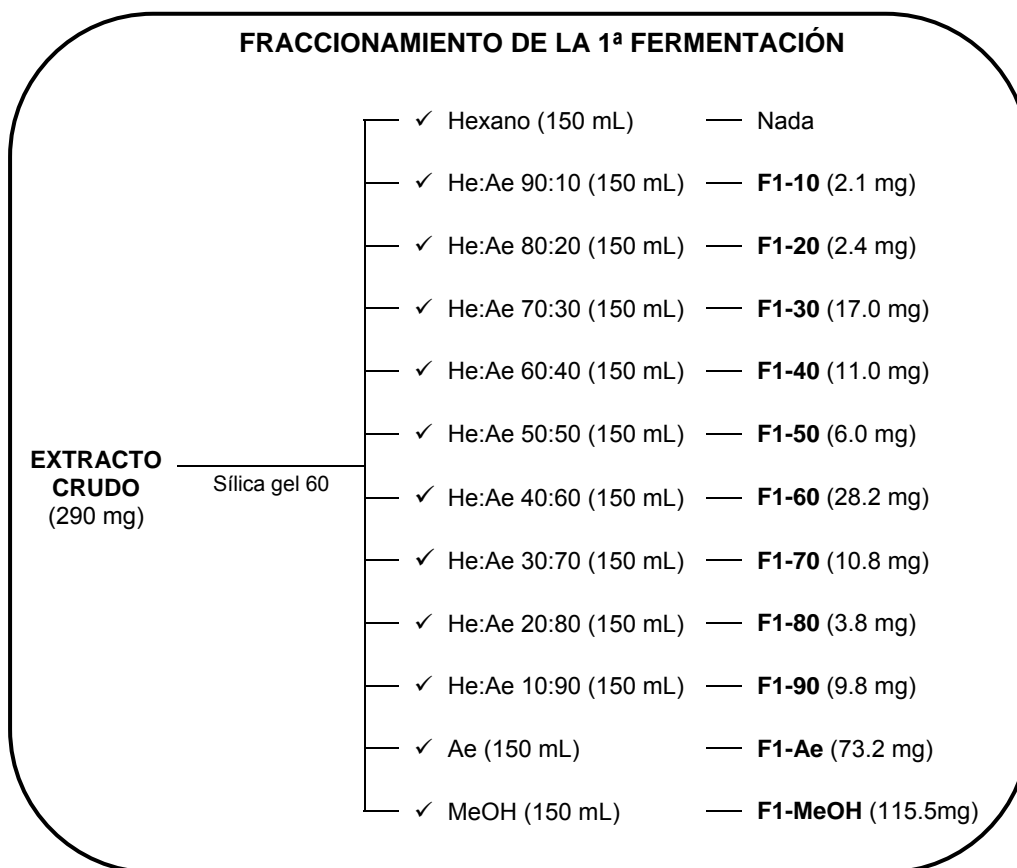 FRACCIONAMIENTO DE LA 1ª FERMENTACIÓN
✓ Hexano (150 mL) — Nada
✓ He:Ae 90:10 (150 mL) — F1-10 (2.1 mg)
✓ He:Ae 80:20 (150 mL) — F1-20 (2.4 mg)
✓ He:Ae 70:30 (150 mL) — F1-30 (17.0 mg)
✓ He:Ae 60:40 (150 mL) — F1-40 (11.0 mg)
✓ He:Ae 50:50 (150 mL) — F1-50 (6.0 mg)
EXTRACTO
CRUDO
(290 mg)
Sílica gel 60
✓ He:Ae 40:60 (150 mL) — F1-60 (28.2 mg)
✓ He:Ae 30:70 (150 mL) — F1-70 (10.8 mg)
✓ He:Ae 20:80 (150 mL) — F1-80 (3.8 mg)
✓ He:Ae 10:90 (150 mL) — F1-90 (9.8 mg)
✓ Ae (150 mL) — F1-Ae (73.2 mg)
✓ MeOH (150 mL) — F1-MeOH (115.5mg)